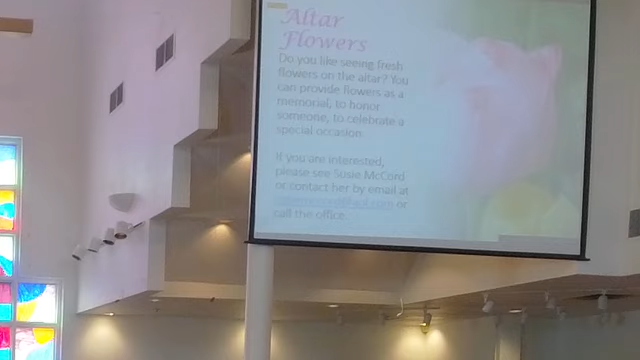 Altar
Flowers
Do you like seeing fresh
flowers on the altar? You
can provide flowers as a
memorial, to honor
someone, to celebrate a
special occasion.
If you are interested,
please see Susie McCord
or contact her by email at
or
call the office.